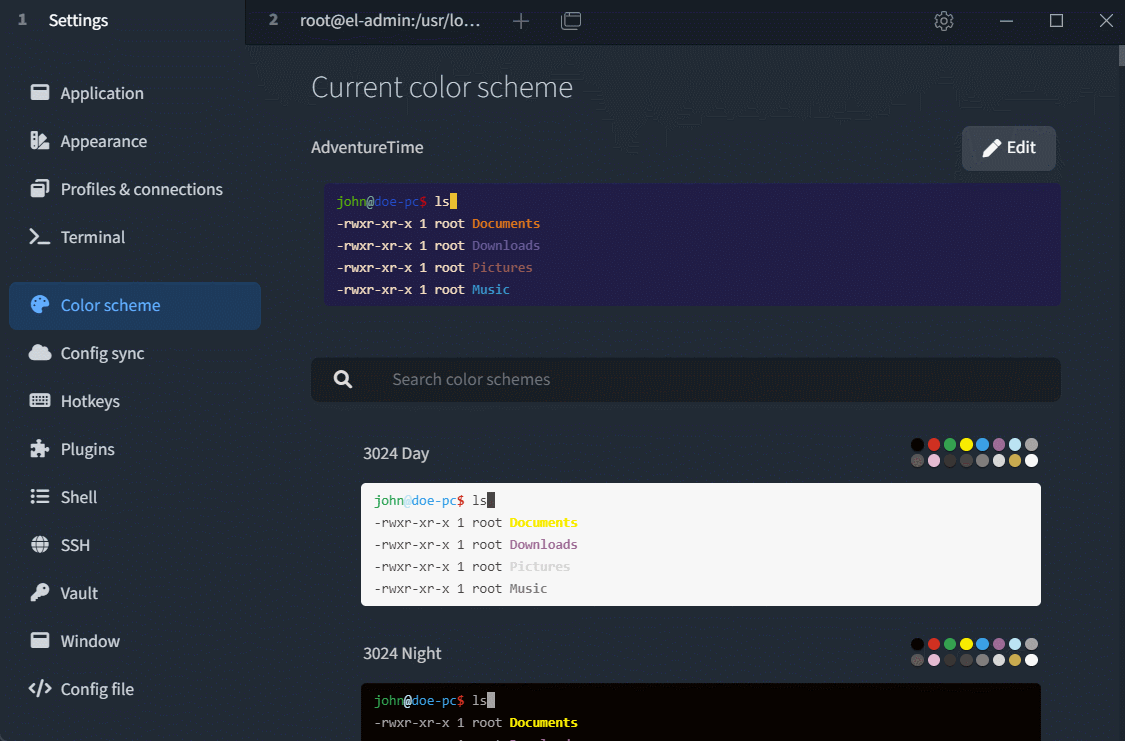 1 Settings
2 root@el-admin:/usr/lo...
Application
Appearance
Profiles & connections
Terminal
Color scheme
Config sync
Hotkeys
Plugins
Shell
SSH
Vault
Window
Config file
Current color scheme
AdventureTime
Edit
john@doe-pc$ ls
-rwxr-xr-x 1 root Documents
-rwxr-xr-x 1 root Downloads
-rwxr-xr-x 1 root Pictures
-rwxr-xr-x 1 root Music
Search color schemes
3024 Day
john@doe-pc$ ls
-rwxr-xr-x 1 root Documents
-rwxr-xr-x 1 root Downloads
-rwxr-xr-x 1 root Pictures
-rwxr-xr-x 1 root Music
3024 Night
john@doe-pc$ ls
-rwxr-xr-x 1 root Documents